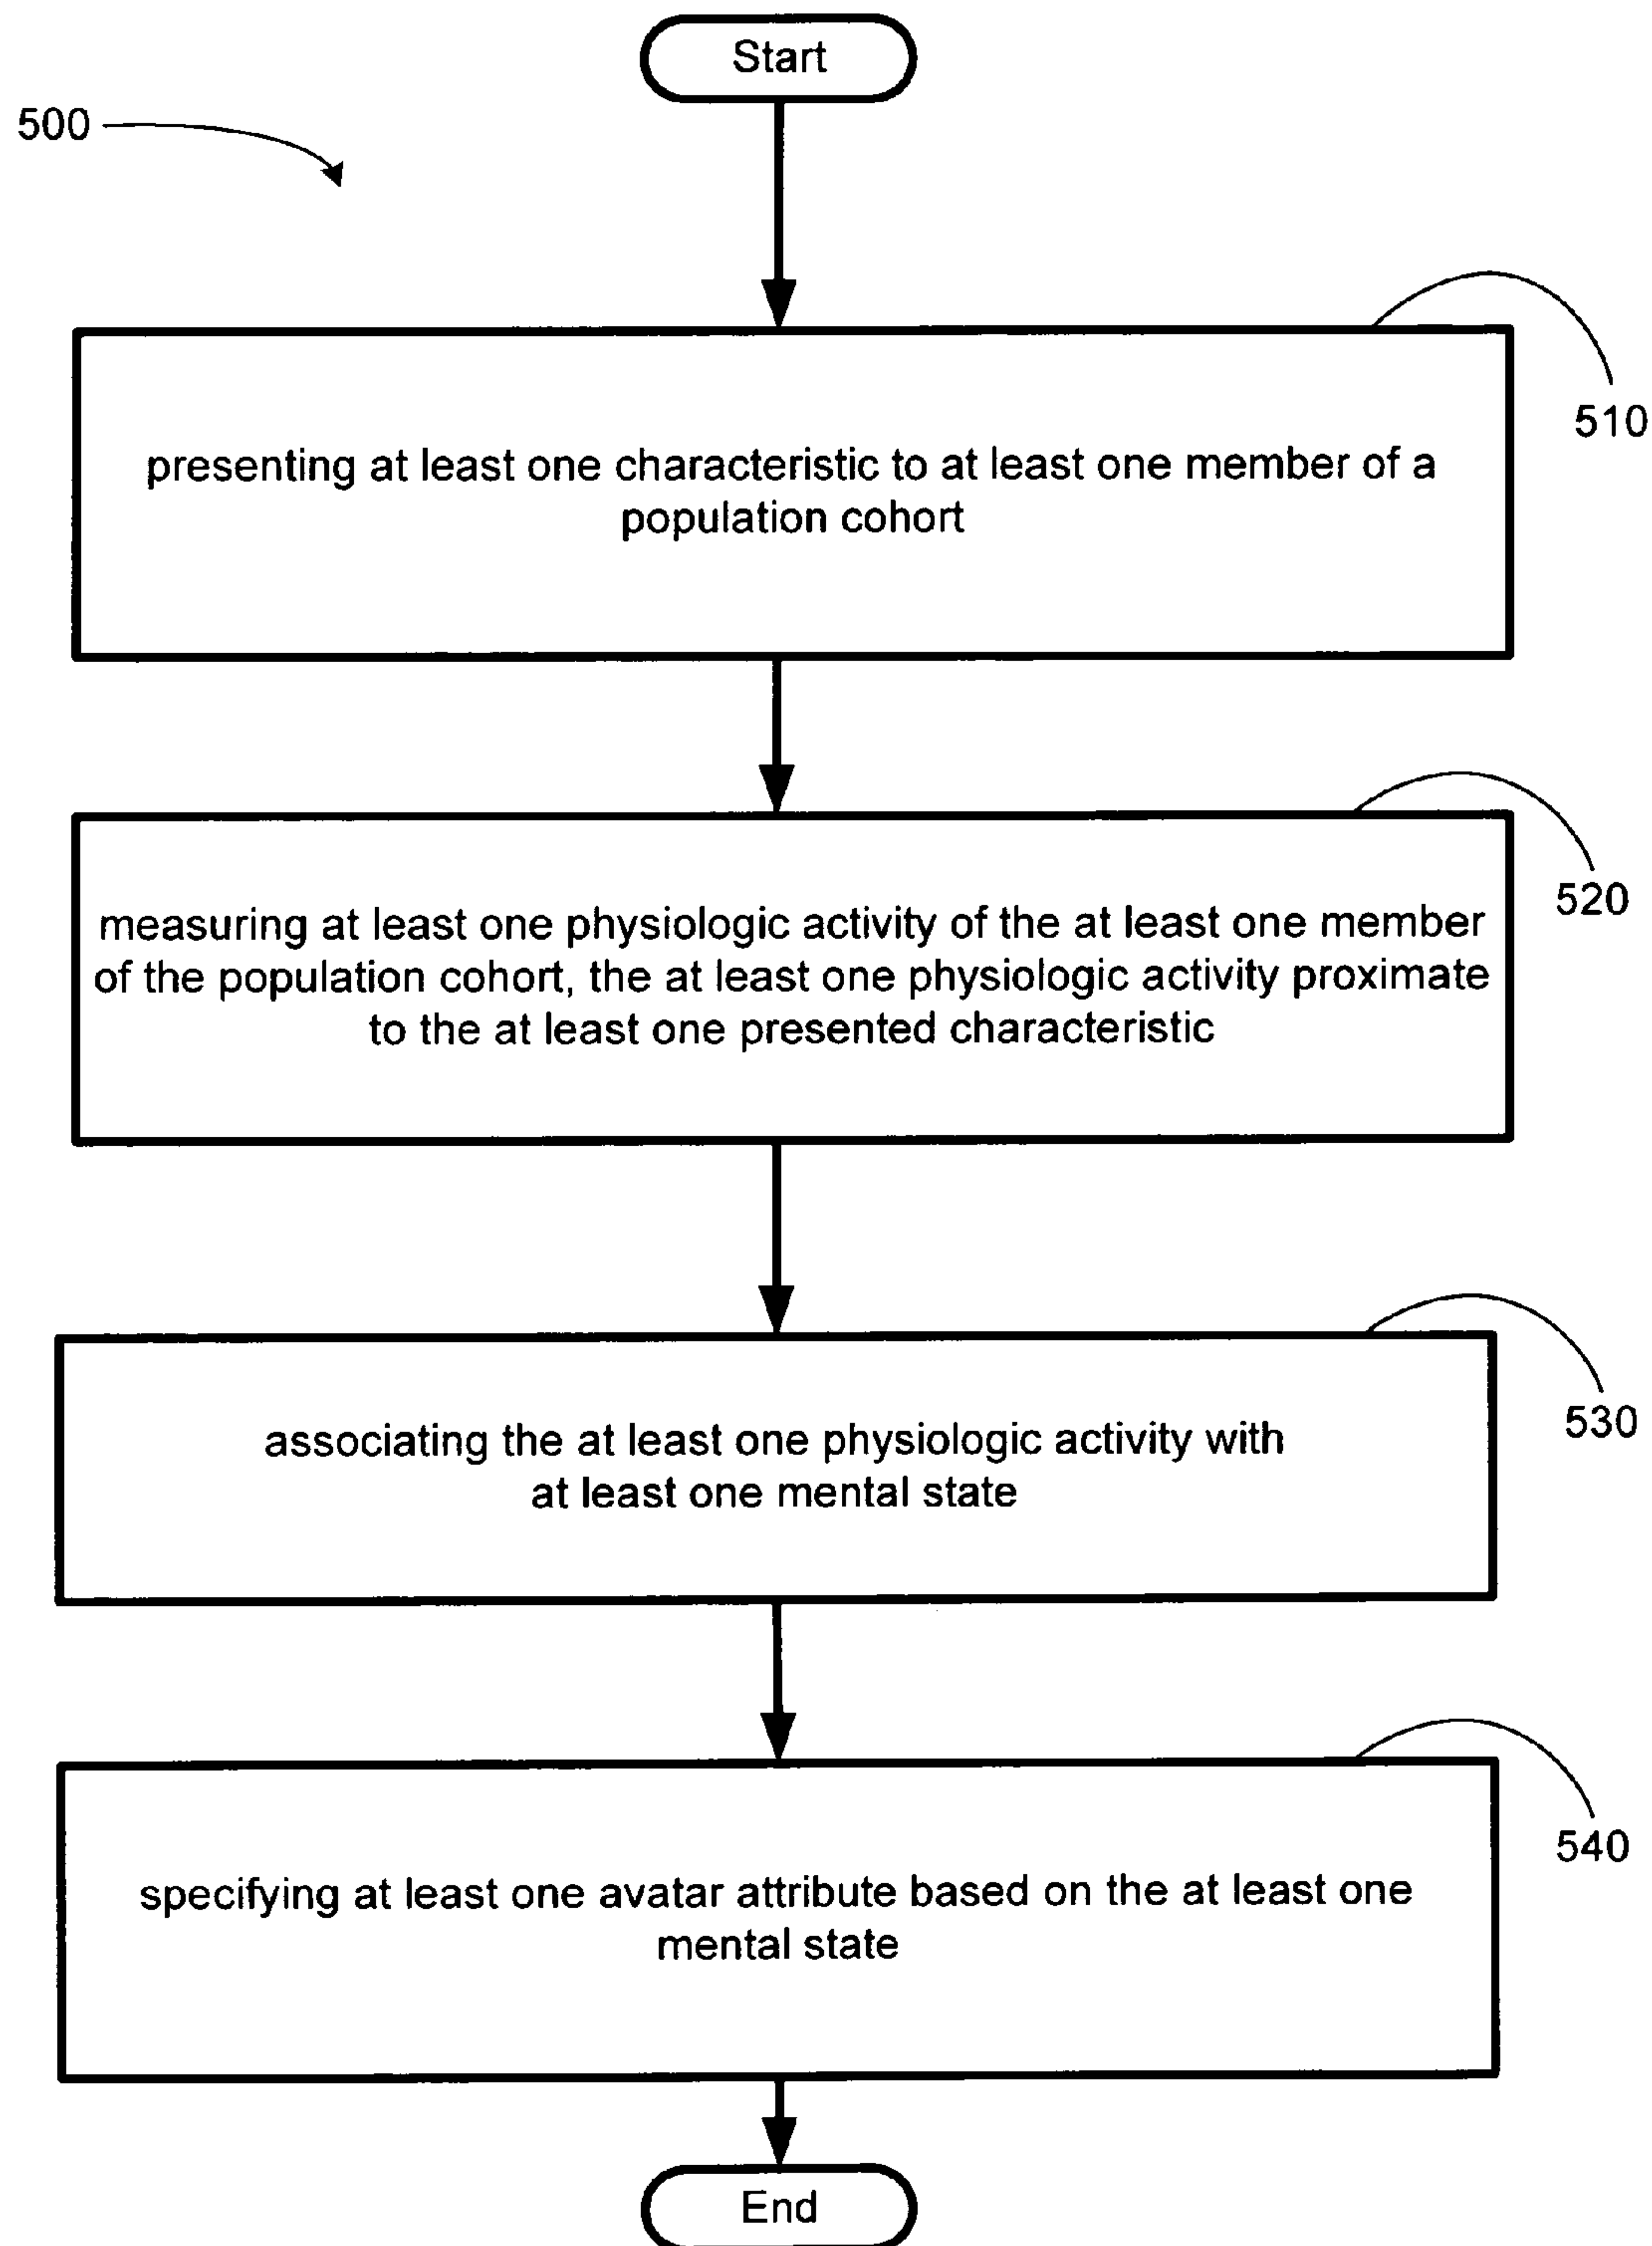 Start
500
510
presenting at least one characteristic to at least one member of a
population cohort
520
measuring at least one physiologic activity of the at least one member
of the population cohort, the at least one physiologic activity proximate
to the at least one presented characteristic
530
associating the at least one physiologic activity with
at least one mental state
540
specifying at least one avatar attribute based on the at least one
mental state
End